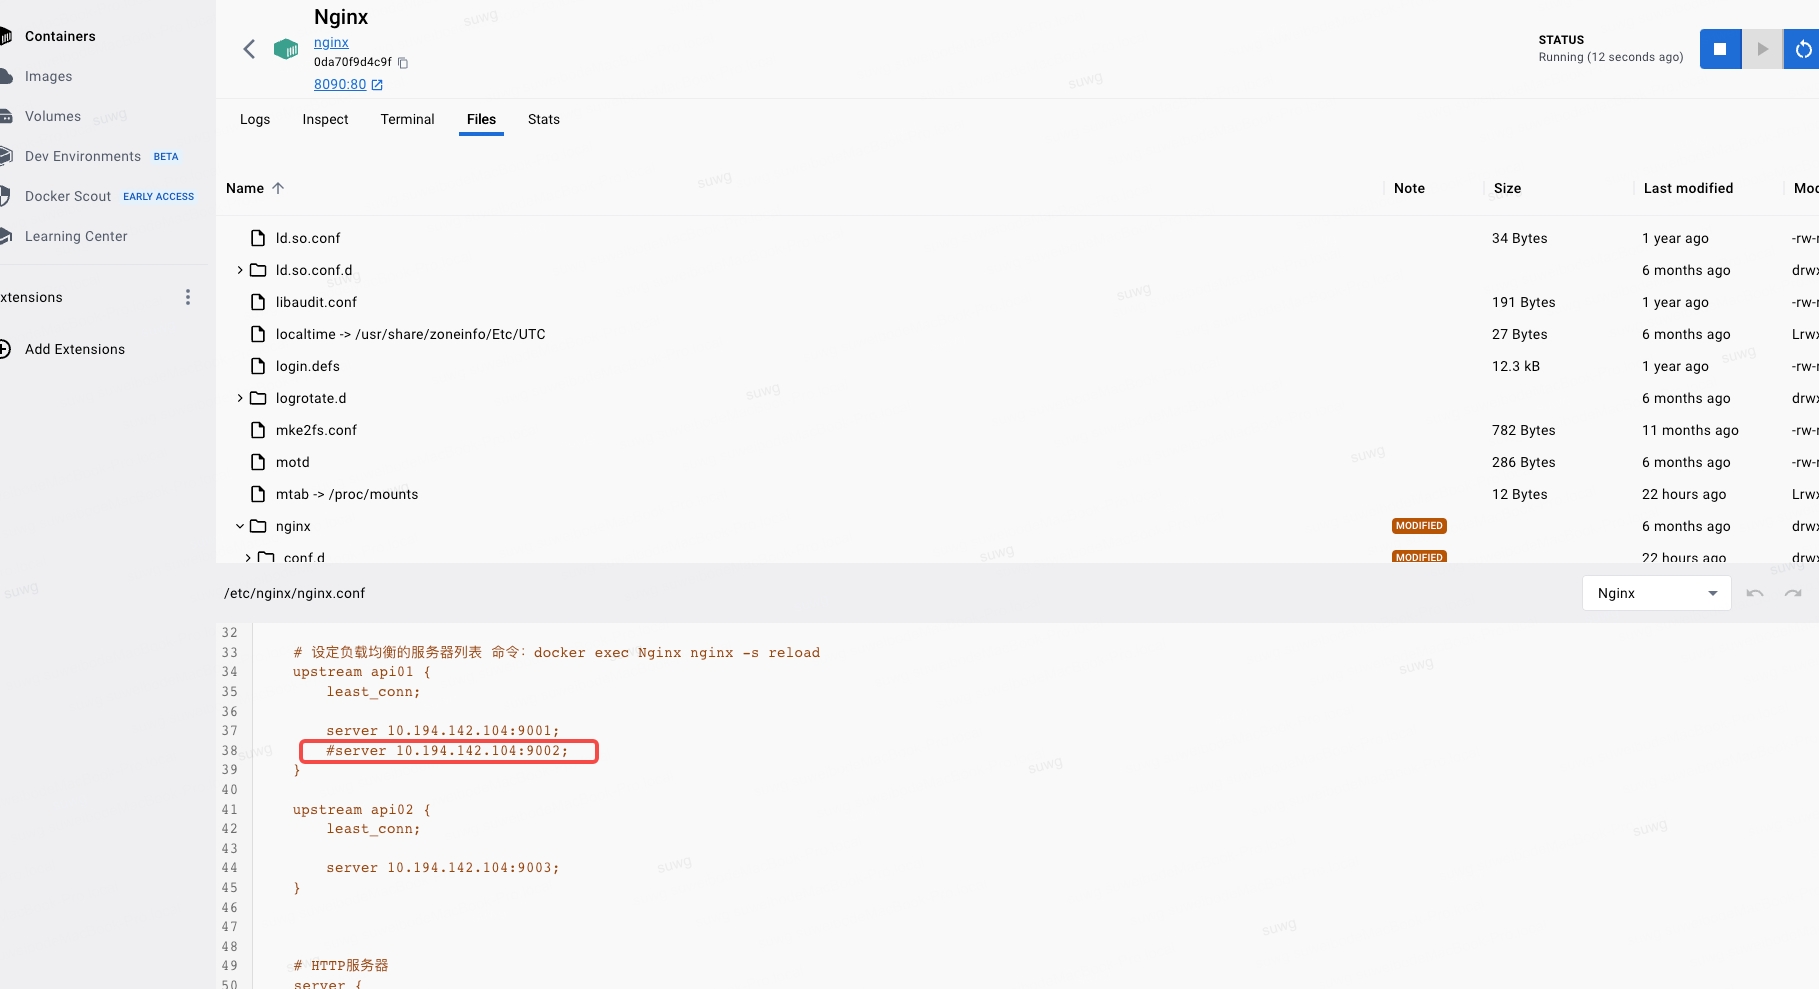 Nginx
nginx
0da70f9d4c9f
8090:80
STATUS
Running (12 seconds ago)
Containers
Images
Volumes
Dev Environments BETA
Docker Scout EARLY ACCESS
Learning Center
xtensions
Add Extensions
Logs Inspect Terminal Files Stats
Name Note Size Last modified Mod
ld.so.conf 34 Bytes 1 year ago -rw-r
ld.so.conf.d 6 months ago drwx
libaudit.conf 191 Bytes 1 year ago -rw-r
localtime -> /usr/share/zoneinfo/Etc/UTC 27 Bytes 6 months ago Lrwx
login.defs 12.3 kB 1 year ago -rw-r
logrotate.d 6 months ago drwx
mke2fs.conf 782 Bytes 11 months ago -rw-r
motd 286 Bytes 6 months ago -rw-r
mtab -> /proc/mounts 12 Bytes 22 hours ago Lrwx
nginx MODIFIED 6 months ago drwx
conf.d MODIFIED 22 hours ago drwx
/etc/nginx/nginx.conf Nginx
32
33 # 设定负载均衡的服务器列表 命令：docker exec Nginx nginx -s reload
34 upstream api01 {
35 least_conn;
36
37 server 10.194.142.104:9001;
38 #server 10.194.142.104:9002;
39 }
40
41 upstream api02 {
42 least_conn;
43
44 server 10.194.142.104:9003;
45 }
46
47
48
49 # HTTP服务器
50 server {
suwg